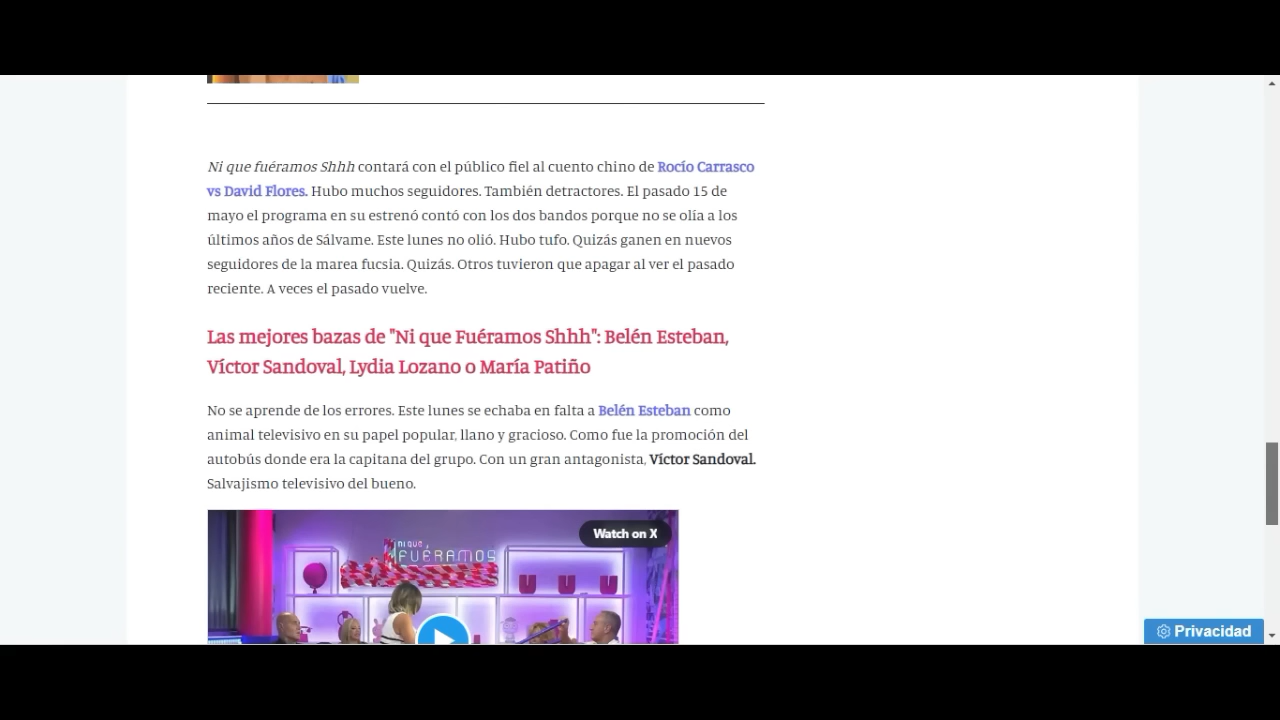 Ni que fuéramos Shhh contará con el público fiel al cuento chino de Rocío Carrasco
vs David Flores. Hubo muchos seguidores. También detractores. El pasado 15 de
mayo el programa en su estrenó contó con los dos bandos porque no se olía a los
últimos años de Sálvame. Este lunes no olió. Hubo tufo. Quizás ganen en nuevos
seguidores de la marea fucsia. Quizás. Otros tuvieron que apagar al ver el pasado
reciente. A veces el pasado vuelve.
Las mejores bazas de "Ni que Fuéramos Shhh": Belén Esteban,
Víctor Sandoval, Lydia Lozano o María Patiño
No se aprende de los errores. Este lunes se echaba en falta a Belén Esteban como
animal televisivo en su papel popular, llano y gracioso. Como fue la promoción del
autobús donde era la capitana del grupo. Con un gran antagonista, Víctor Sandoval.
Salvajismo televisivo del bueno.
Watch on X
NI QUE
FUÉRAMOS
Privacidad